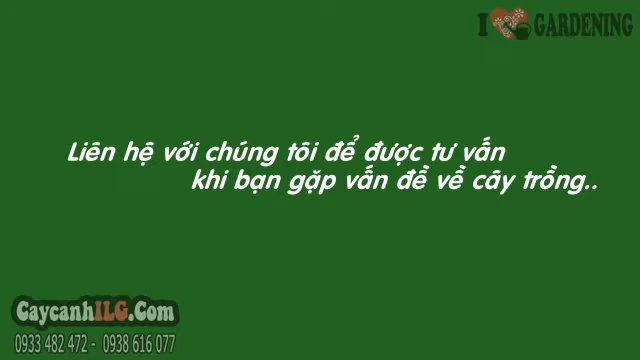 I GARDENING
Liên hệ với chúng tôi để được tư vấn
khi bạn gặp vấn đề về cây trồng..
CaycanhILG.Com
0933 482 472 - 0938 616 077